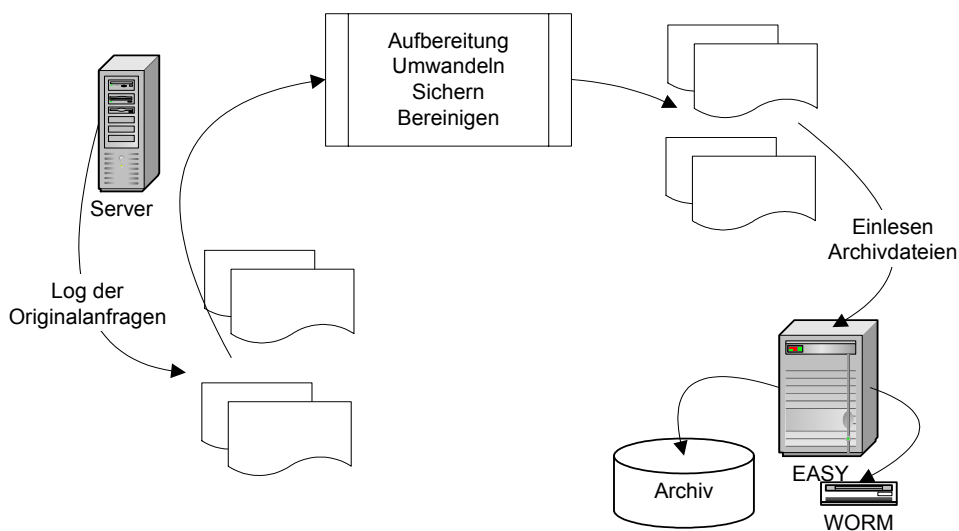 Aufbereitung
Umwandeln
Sichern
Bereinigen
Server
Log der
Originalanfragen
Einlesen
Archivdateien
EASY
Archiv
WORM